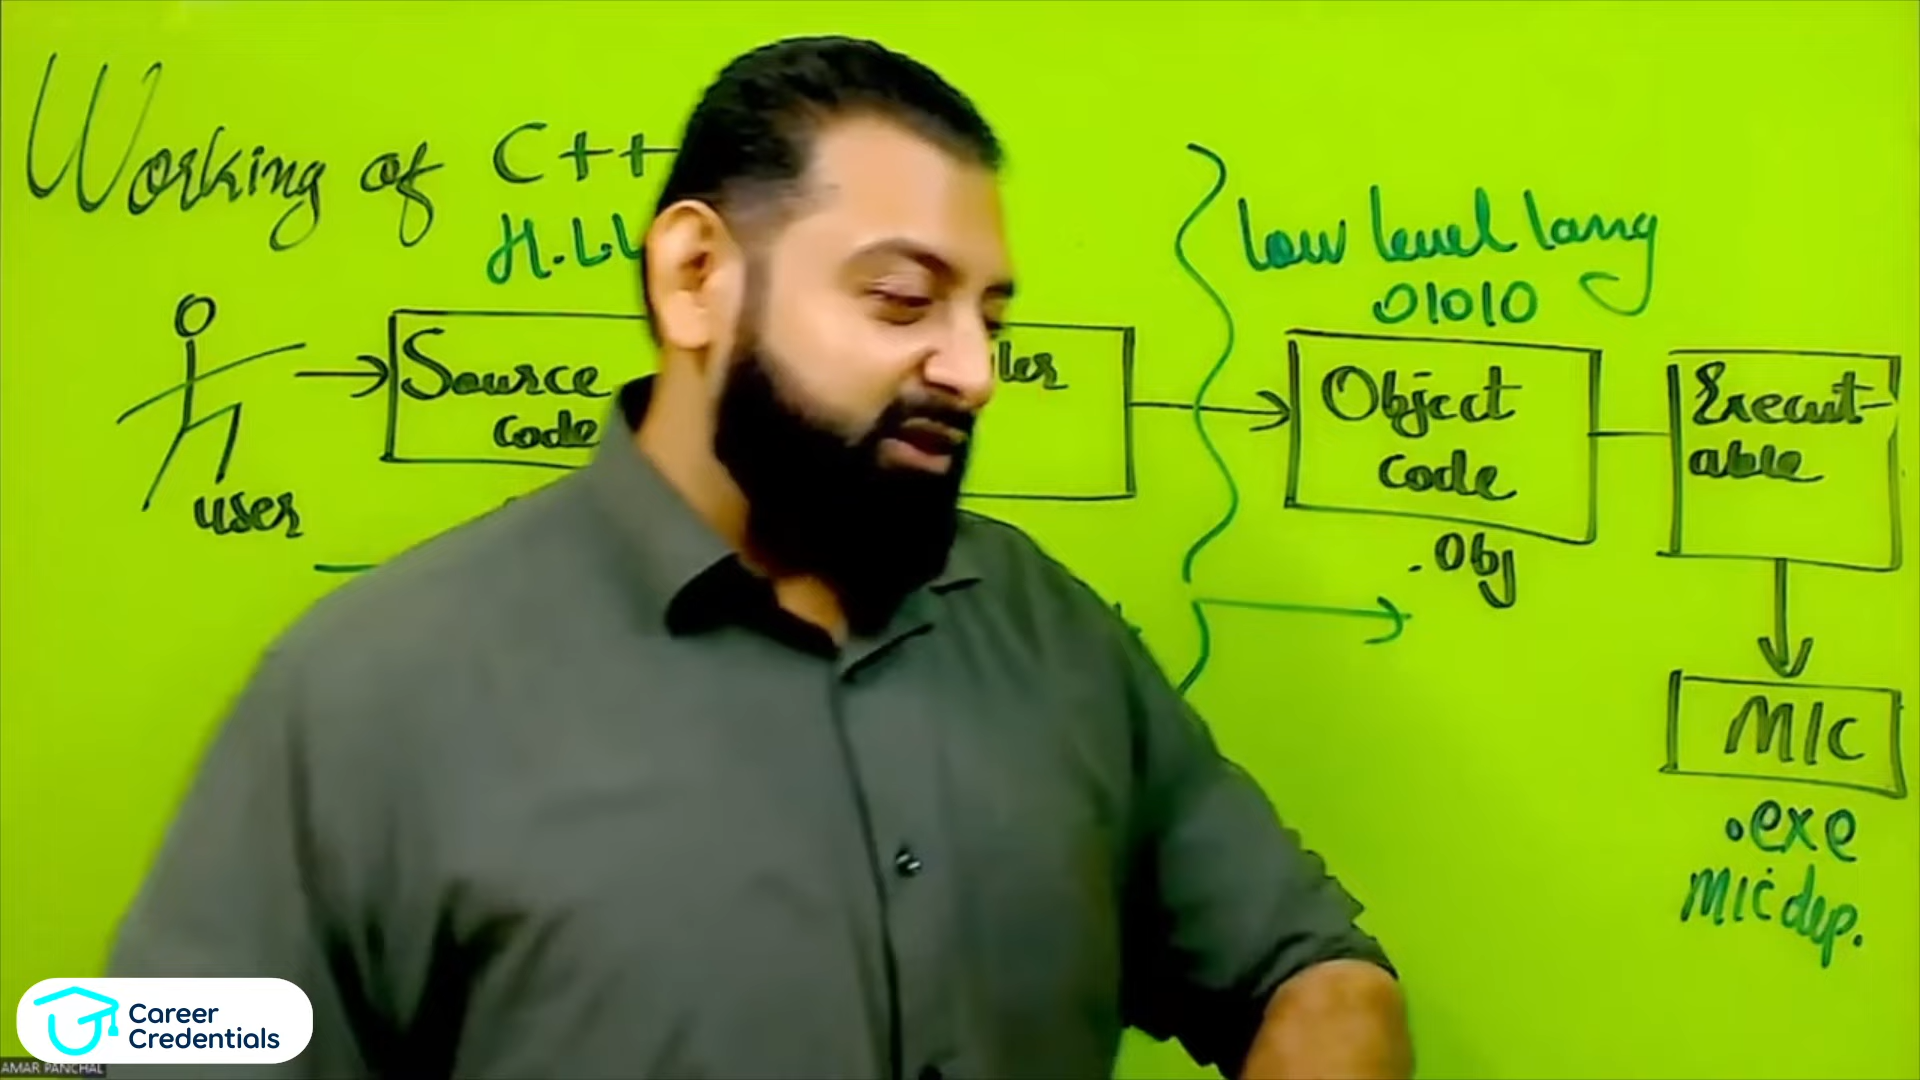 Working of C++
H.L.L
Low level lang
01010
Source
code
ler
Object
code
Execut-
able
user
.obj
M/C
.exe
M/C dep.
Career
Credentials
AMAR PANCHAL